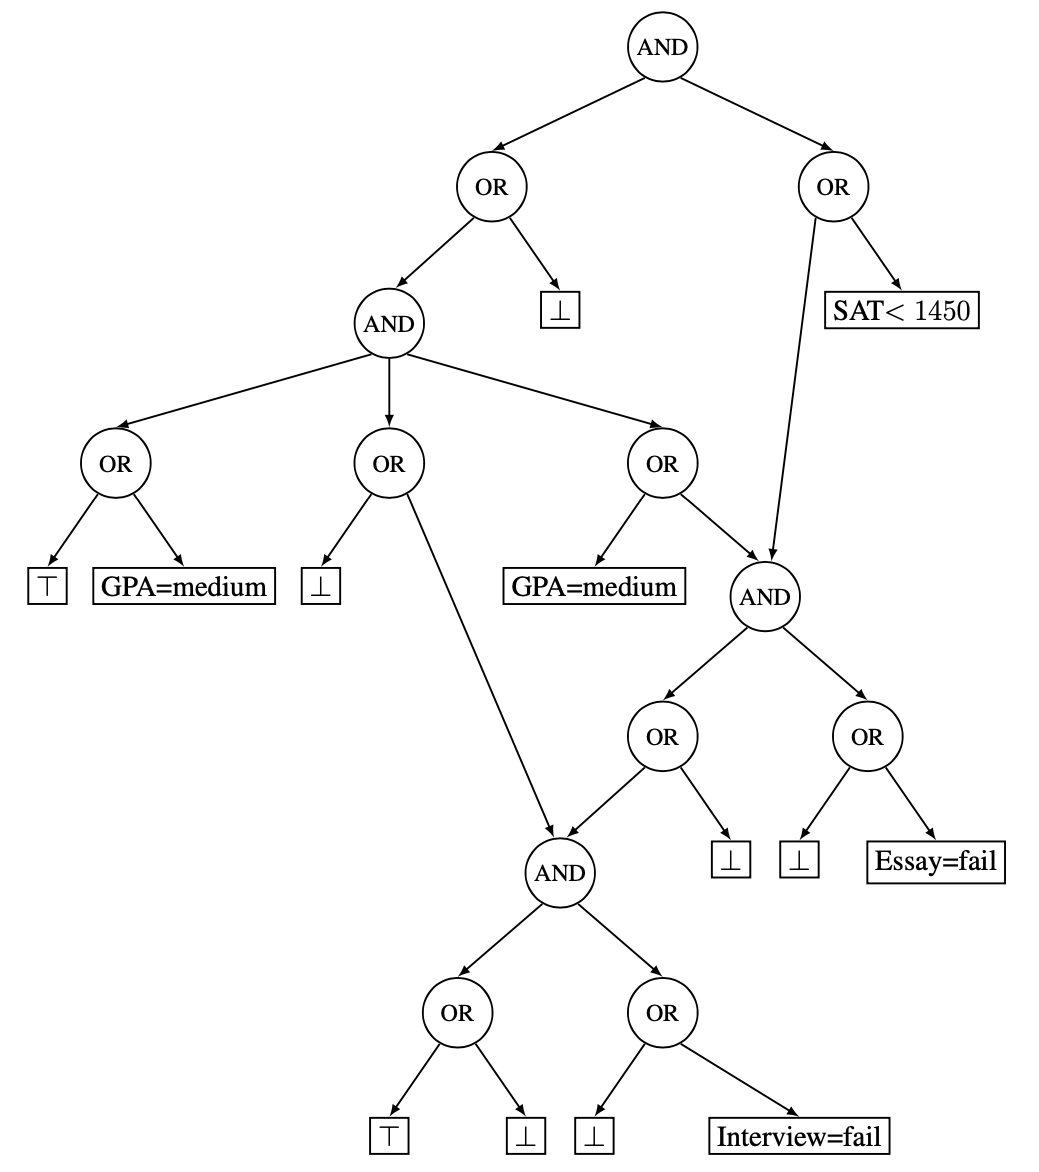 AND
OR
OR
AND
⊥
SAT< 1450
OR
OR
OR
⊤
GPA=medium
⊥
GPA=medium
AND
OR
OR
AND
⊥
⊥
Essay=fail
OR
OR
⊤
⊥
⊥
Interview=fail